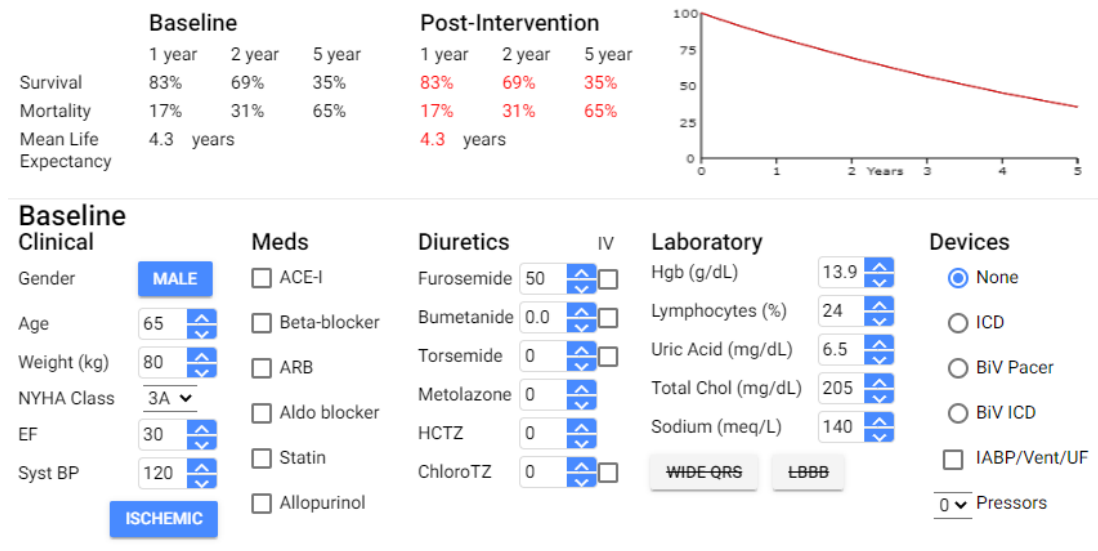 Baseline Post-Intervention
1 year 2 year 5 year 1 year 2 year 5 year
Survival 83% 69% 35% 83% 69% 35%
Mortality 17% 31% 65% 17% 31% 65%
Mean Life Expectancy 4.3 years 4.3 years
100
75
50
25
0
0 1 2 Years 3 4 5
Baseline
Clinical
Gender MALE
Age 65
Weight (kg) 80
NYHA Class 3A
EF 30
Syst BP 120
ISCHEMIC
Meds
ACE-I
Beta-blocker
ARB
Aldo blocker
Statin
Allopurinol
Diuretics IV
Furosemide 50
Bumetanide 0.0
Torsemide 0
Metolazone 0
HCTZ 0
ChloroTZ 0
Laboratory
Hgb (g/dL) 13.9
Lymphocytes (%) 24
Uric Acid (mg/dL) 6.5
Total Chol (mg/dL) 205
Sodium (meq/L) 140
WIDE QRS LBBB
Devices
None
ICD
BiV Pacer
BiV ICD
IABP/Vent/UF
0 Pressors